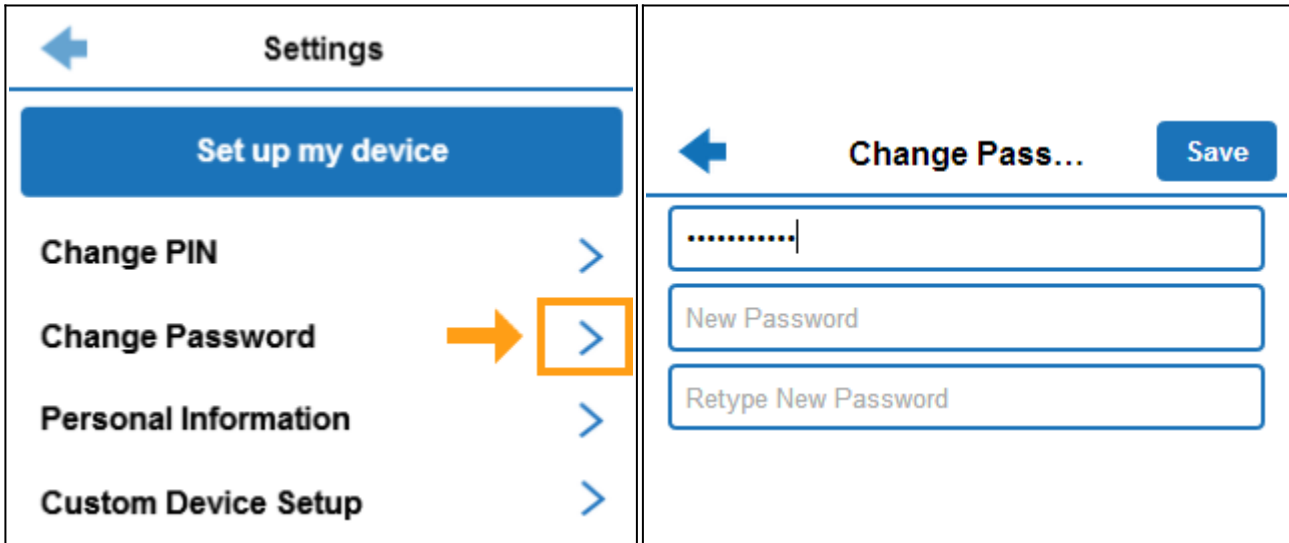 Settings
Set up my device
Change PIN
Change Password
Personal Information
Custom Device Setup
Change Pass...
Save
•••••••••••
New Password
Retype New Password